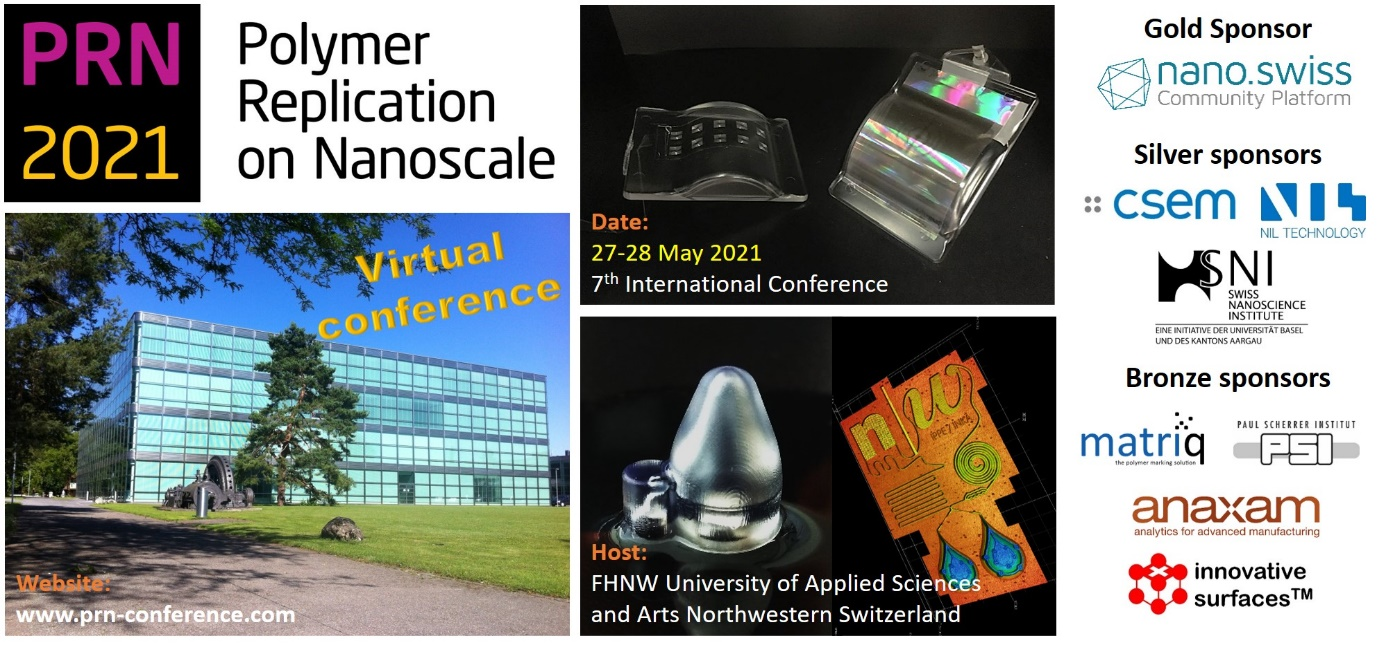 PRN
2021
Polymer
Replication
on Nanoscale
Virtual
conference
Website:
www.prn-conference.com
Date:
27-28 May 2021
7th International Conference
n|w
Host:
FHNW University of Applied Sciences
and Arts Northwestern Switzerland
Gold Sponsor
nano.swiss
Community Platform
Silver sponsors
csem
NIL
NIL TECHNOLOGY
SNI
SWISS
NANOSCIENCE
INSTITUTE
EINE INITIATIVE DER UNIVERSITÄT BASEL
UND DES KANTONS AARGAU
Bronze sponsors
matriq
the polymer marking solution
PAUL SCHERRER INSTITUT
PSI
anaxam
analytics for advanced manufacturing
innovative
surfaces™